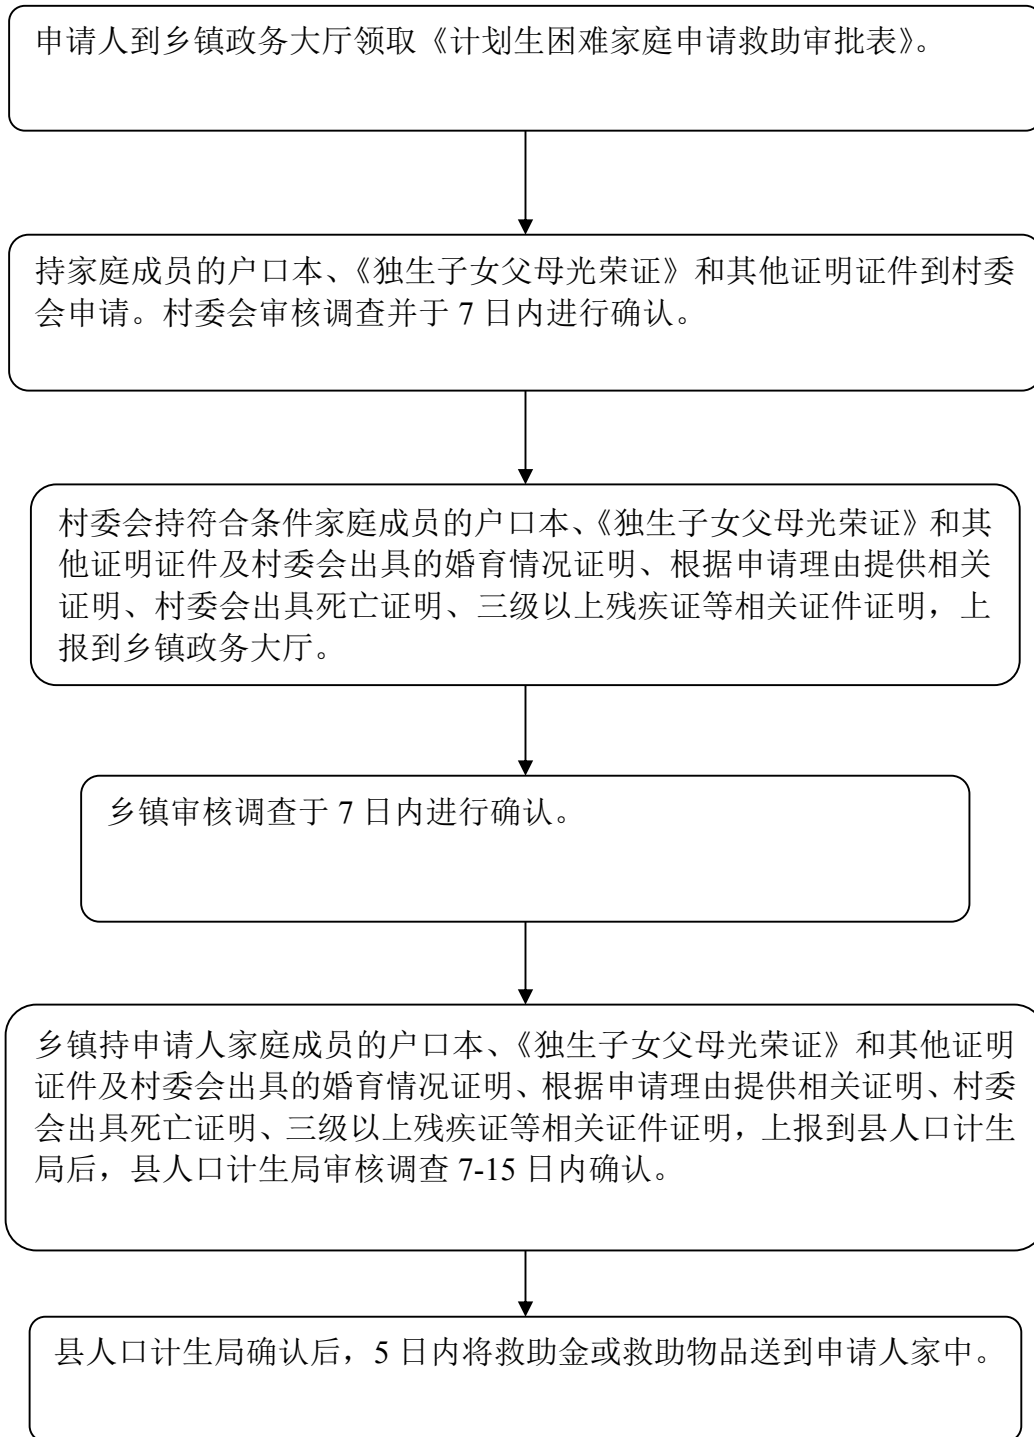 申请人到乡镇政务大厅领取《计划生困难家庭申请救助审批表》。
持家庭成员的户口本、《独生子女父母光荣证》和其他证明证件到村委
会申请。村委会审核调查并于 7 日内进行确认。
村委会持符合条件家庭成员的户口本、《独生子女父母光荣证》和其
他证明证件及村委会出具的婚育情况证明、根据申请理由提供相关
证明、村委会出具死亡证明、三级以上残疾证等相关证件证明，上
报到乡镇政务大厅。
乡镇审核调查于 7 日内进行确认。
乡镇持申请人家庭成员的户口本、《独生子女父母光荣证》和其他证明
证件及村委会出具的婚育情况证明、根据申请理由提供相关证明、村委
会出具死亡证明、三级以上残疾证等相关证件证明，上报到县人口计生
局后，县人口计生局审核调查 7-15 日内确认。
县人口计生局确认后，5 日内将救助金或救助物品送到申请人家中。